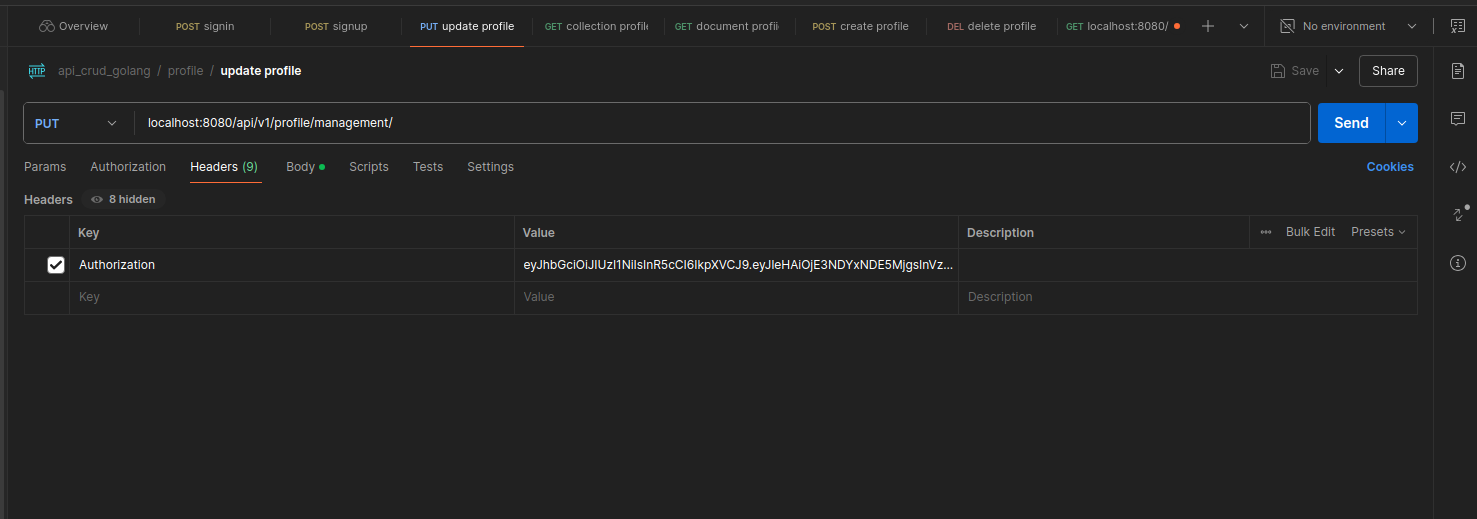 Overview POST signin POST signup PUT update profile GET collection profile GET document profil POST create profile DEL delete profile GET localhost:8080/ No environment
HTTP api_crud_golang / profile / update profile Save Share
PUT localhost:8080/api/v1/profile/management/ Send
Params Authorization Headers (9) Body Scripts Tests Settings Cookies
Headers 8 hidden
Key Value Description ... Bulk Edit Presets
Authorization eyJhbGciOiJIUzI1NiIsInR5cCI6IkpXVCJ9.eyJleHAiOjE3NDYxNDE5MjgsInVz...
Key Value Description